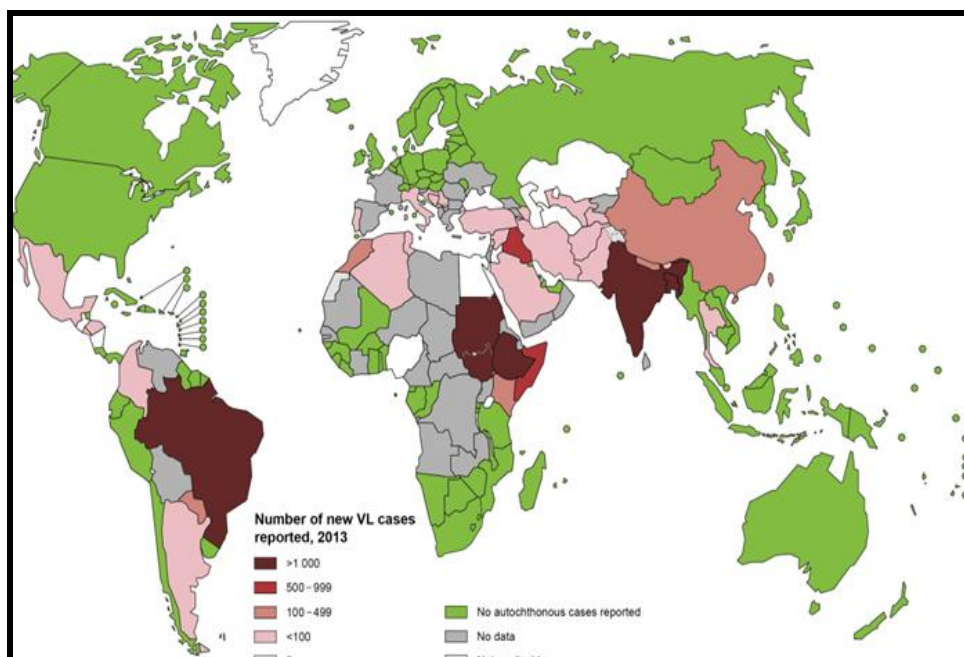 Number of new VL cases
reported, 2013
>1 000
500–999
100–499
<100
No autochthonous cases reported
No data